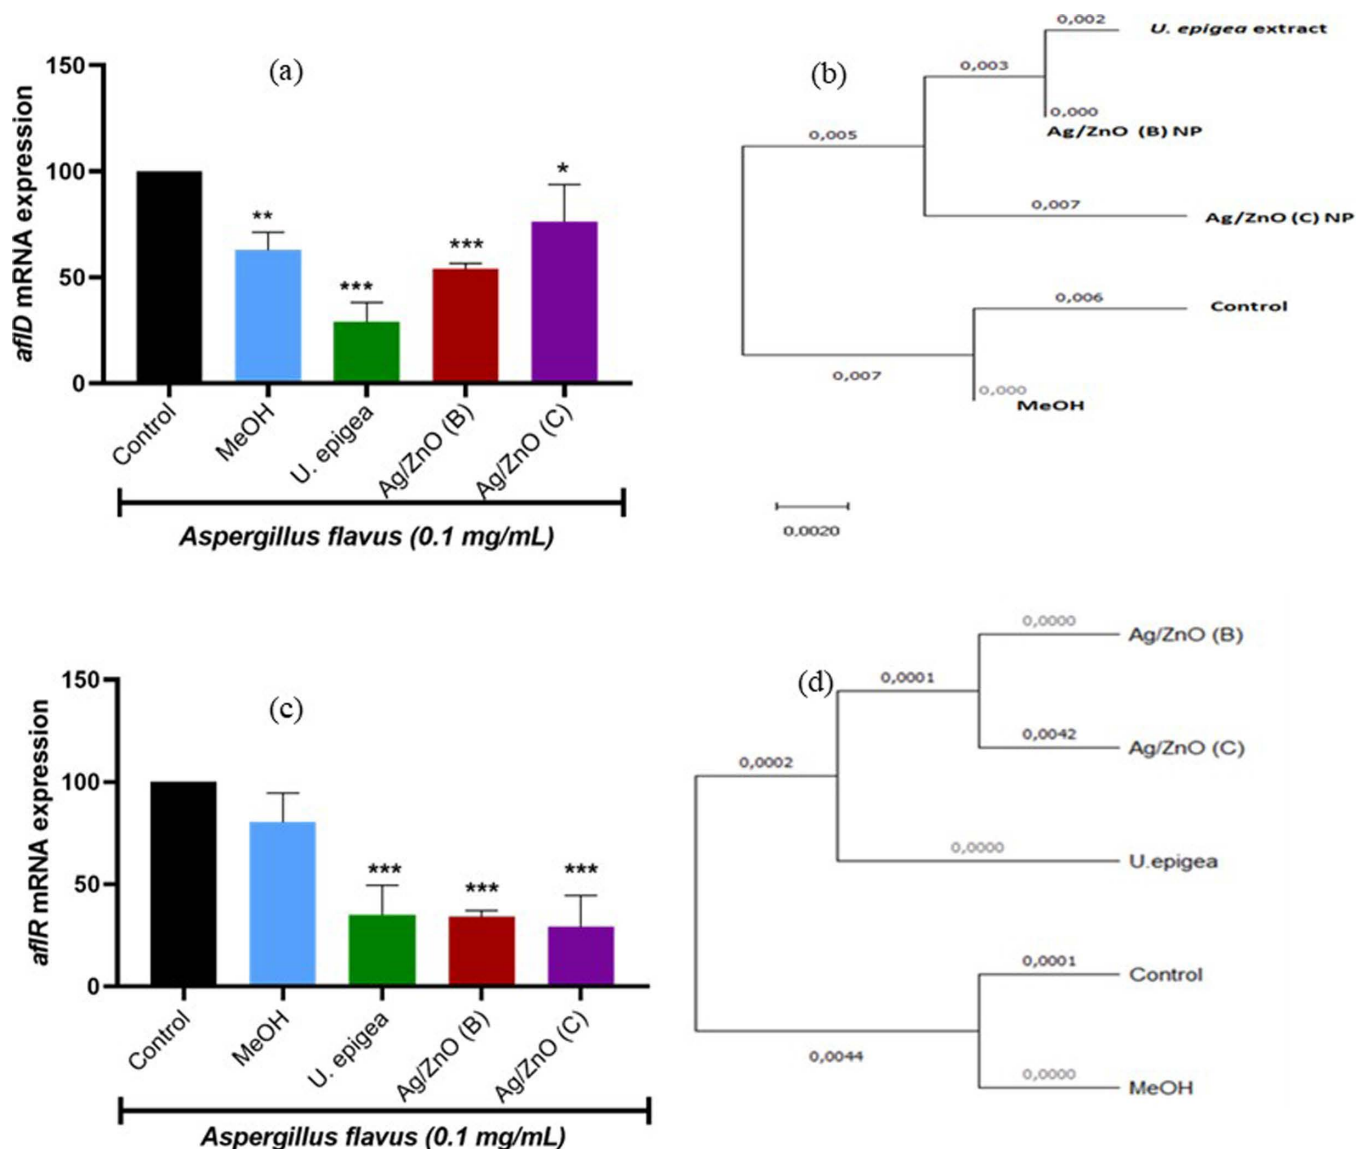 (a)
aflD mRNA expression
150
100
50
0
**
***
***
*
Control
MeOH
U. epigea
Ag/ZnO (B)
Ag/ZnO (C)
Aspergillus flavus (0.1 mg/mL)
(b)
0,002
U. epigea extract
0,003
0,000
Ag/ZnO (B) NP
0,005
0,007
Ag/ZnO (C) NP
0,006
Control
0,007
0,000
MeOH
0,0020
(c)
aflR mRNA expression
150
100
50
0
***
***
***
Control
MeOH
U. epigea
Ag/ZnO (B)
Ag/ZnO (C)
Aspergillus flavus (0.1 mg/mL)
(d)
0,0000
Ag/ZnO (B)
0,0001
0,0042
Ag/ZnO (C)
0,0002
0,0000
U.epigea
0,0001
Control
0,0044
0,0000
MeOH